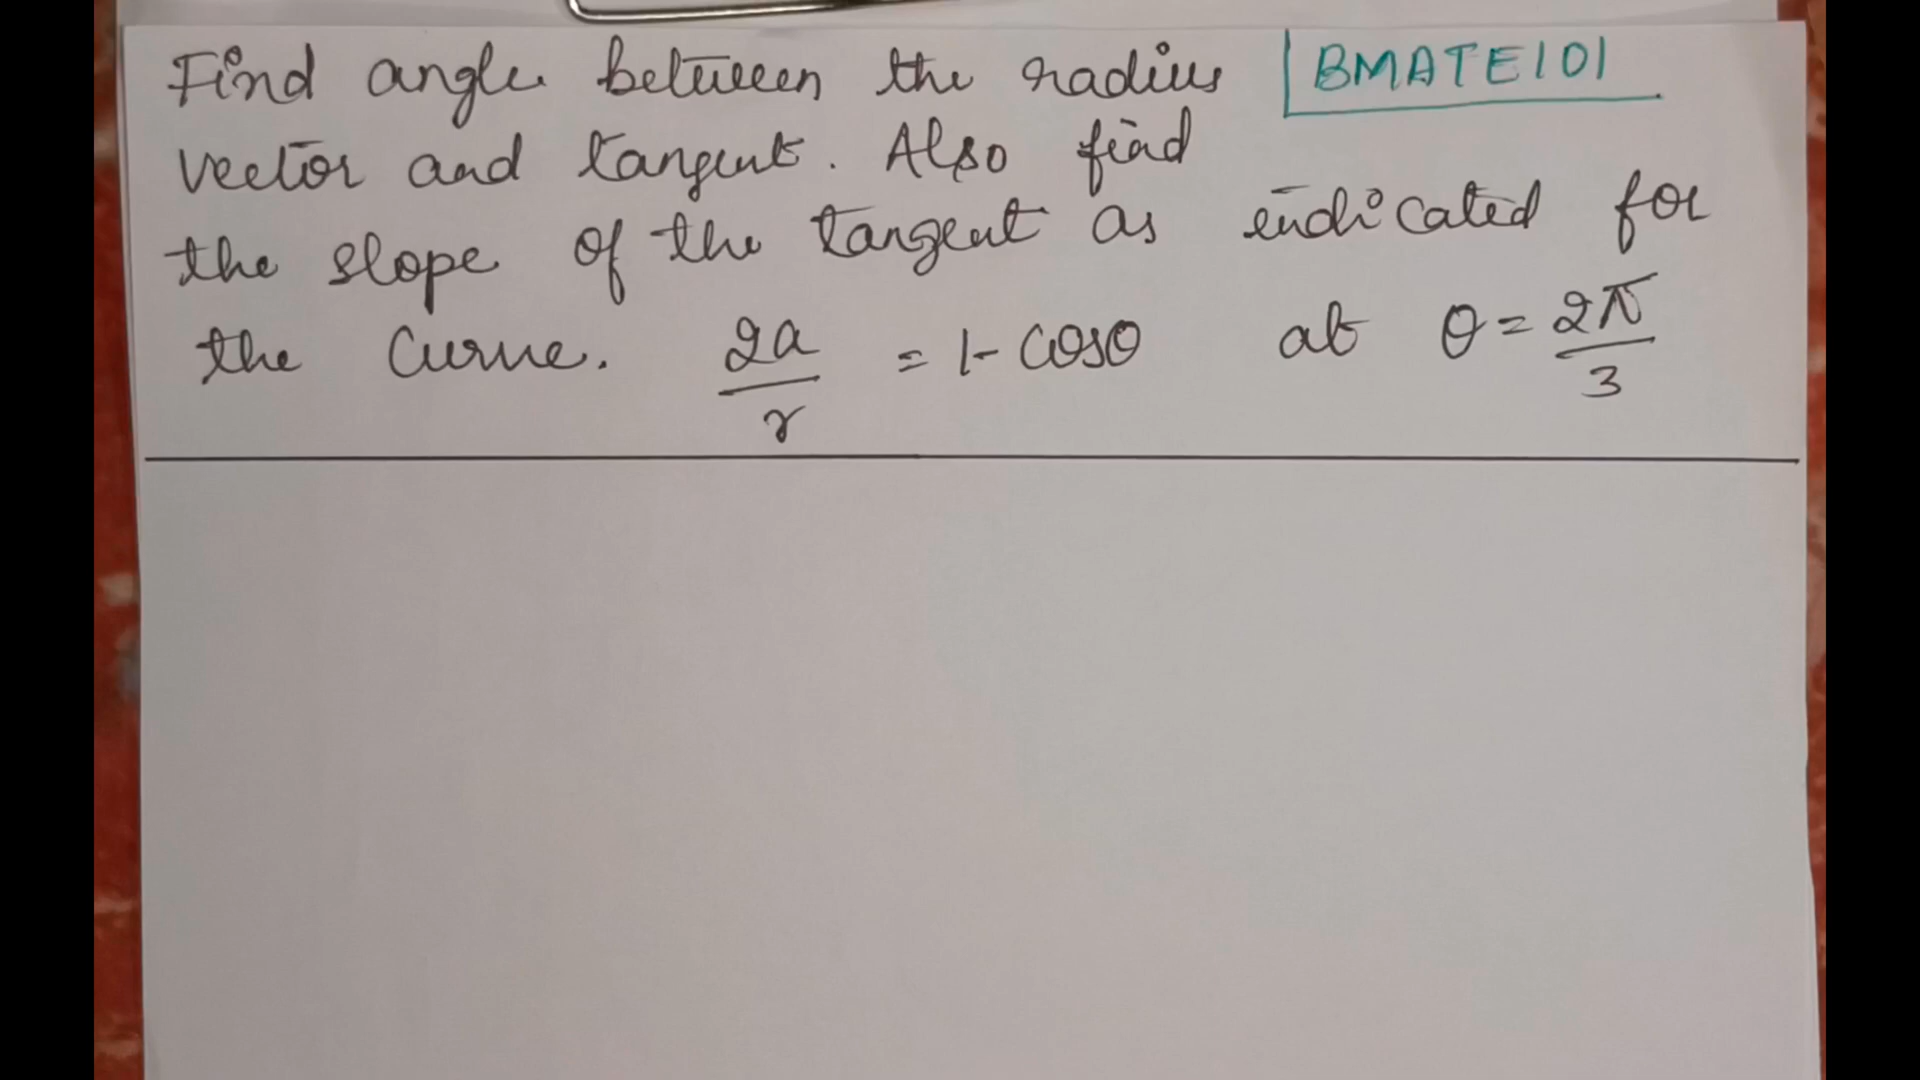 Find angle between the radius BMATE101
vector and tangent. Also find
the slope of the tangent as indicated for
the curve. 2a/r = 1- cosθ at θ = 2π/3